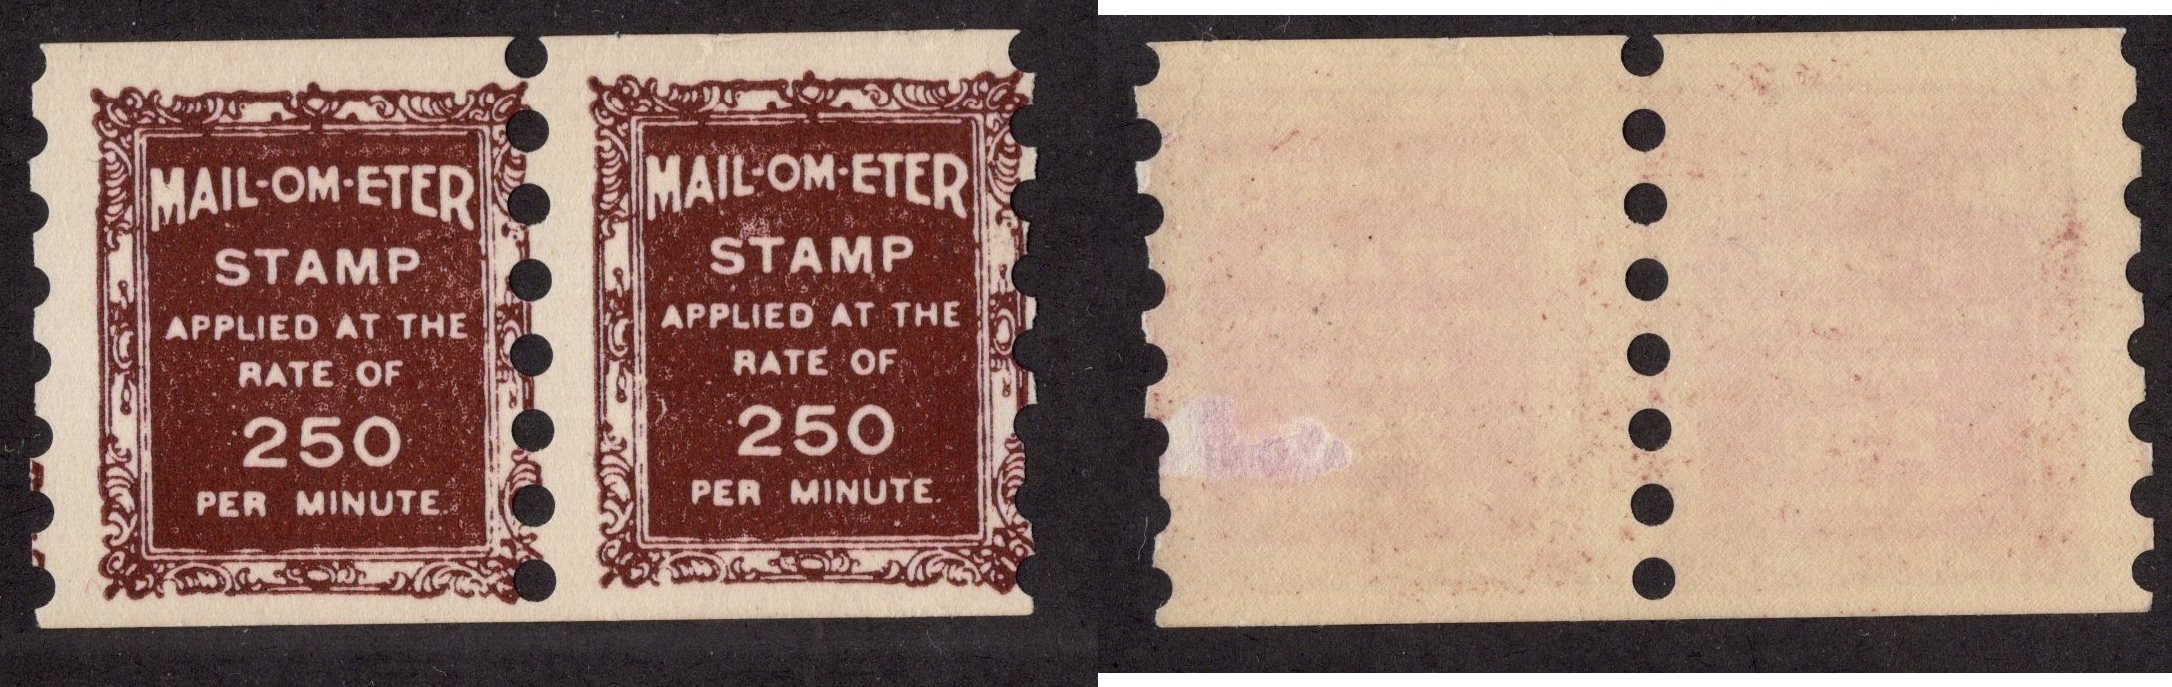 MAIL-OM-ETER
STAMP
APPLIED AT THE
RATE OF
250
PER MINUTE.
MAIL-OM-ETER
STAMP
APPLIED AT THE
RATE OF
250
PER MINUTE.